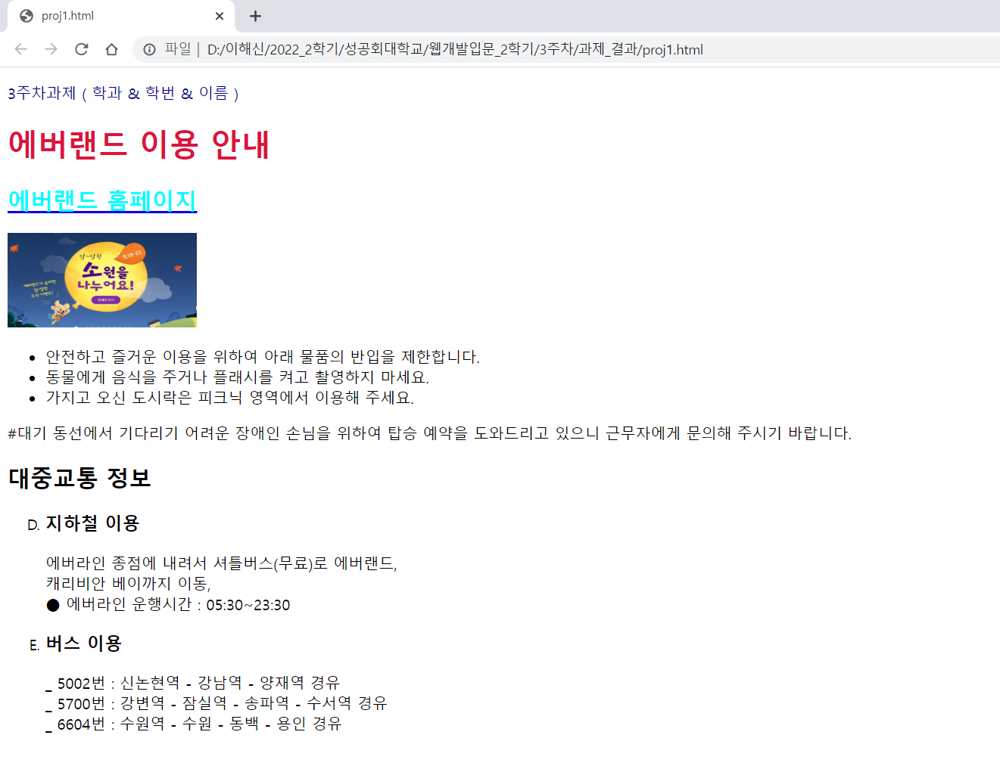 proj1.html
파일 | D:/이해신/2022_2학기/성공회대학교/웹개발입문_2학기/3주차/과제_결과/proj1.html
3주차과제 ( 학과 & 학번 & 이름 )
에버랜드 이용 안내
에버랜드 홈페이지
달~달한
9.18~22
소원을
나누어요!
• 안전하고 즐거운 이용을 위하여 아래 물품의 반입을 제한합니다.
• 동물에게 음식을 주거나 플래시를 켜고 촬영하지 마세요.
• 가지고 오신 도시락은 피크닉 영역에서 이용해 주세요.
#대기 동선에서 기다리기 어려운 장애인 손님을 위하여 탑승 예약을 도와드리고 있으니 근무자에게 문의해 주시기 바랍니다.
대중교통 정보
D. 지하철 이용
에버라인 종점에 내려서 셔틀버스(무료)로 에버랜드,
캐리비안 베이까지 이동,
● 에버라인 운행시간 : 05:30~23:30
E. 버스 이용
_ 5002번 : 신논현역 - 강남역 - 양재역 경유
_ 5700번 : 강변역 - 잠실역 - 송파역 - 수서역 경유
_ 6604번 : 수원역 - 수원 - 동백 - 용인 경유